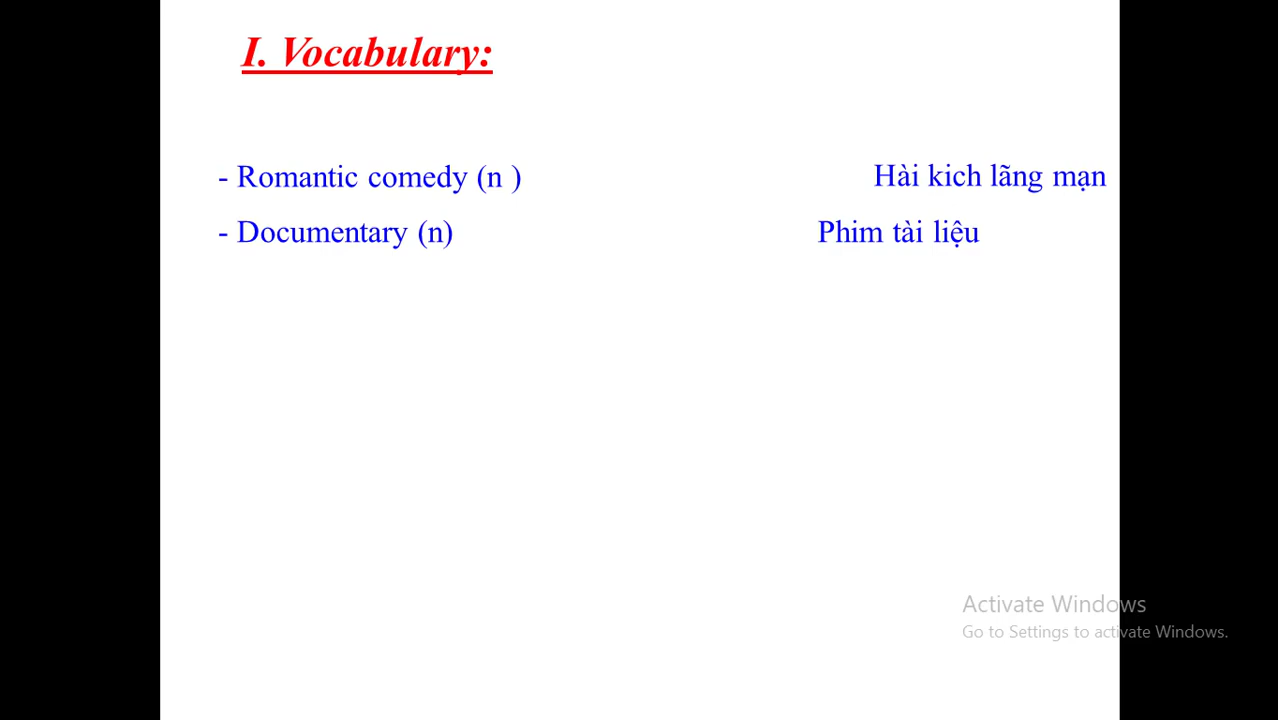 I. Vocabulary:
- Romantic comedy (n ) Hài kich lãng mạn
- Documentary (n) Phim tài liệu
Activate Windows
Go to Settings to activate Windows.